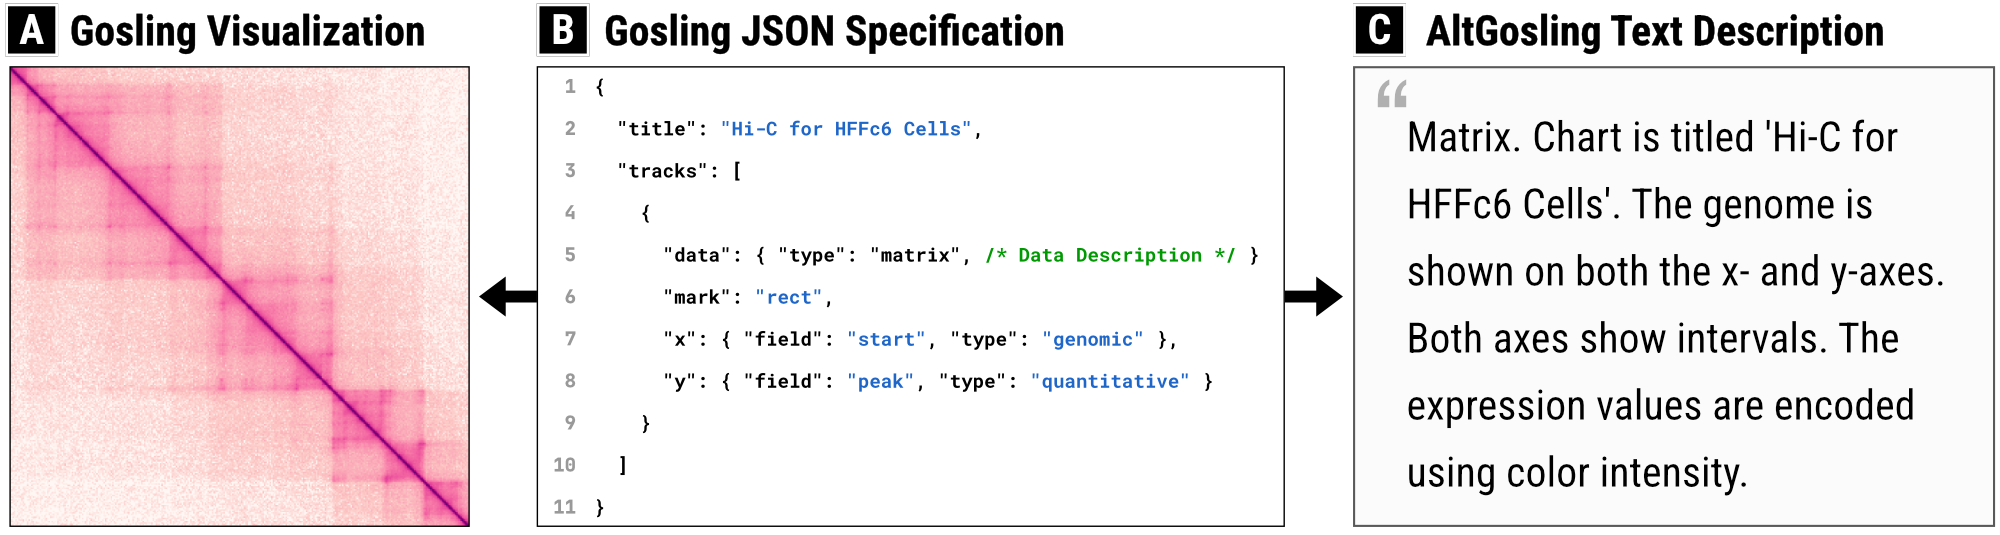 A Gosling Visualization
B Gosling JSON Specification
1 {
2 "title": "Hi-C for HFFc6 Cells",
3 "tracks": [
4 {
5 "data": { "type": "matrix", /* Data Description */ }
6 "mark": "rect",
7 "x": { "field": "start", "type": "genomic" },
8 "y": { "field": "peak", "type": "quantitative" }
9 }
10 ]
11 }
C AltGosling Text Description
“
Matrix. Chart is titled 'Hi-C for
HFFc6 Cells'. The genome is
shown on both the x- and y-axes.
Both axes show intervals. The
expression values are encoded
using color intensity.